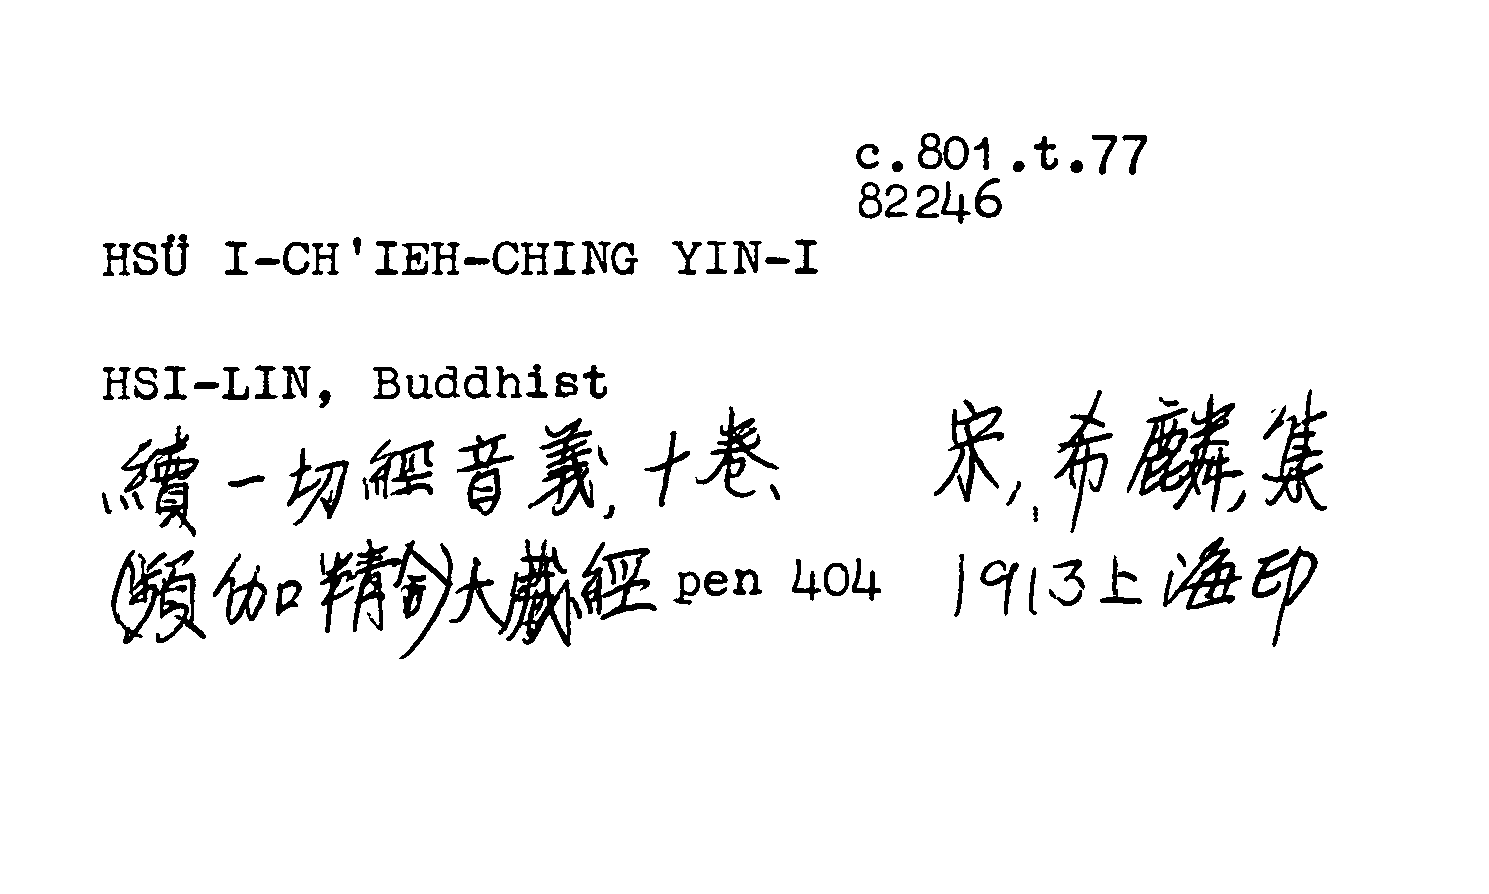 c.801.t.77
82246
HSÜ I-CH'IEH-CHING YIN-I
HSI-LIN, Buddhist
續一切經音義, 十卷、 宋, 希麟, 集
(頻伽精舍)大藏經 pen 404 1913上海印